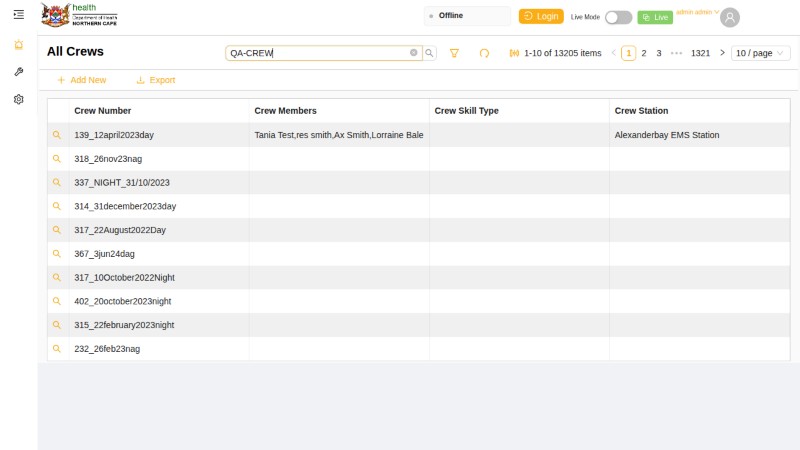 health
Department of Health
NORTHERN CAPE
Offline
Login
Live Mode
Live
admin admin
All Crews
QA-CREW
1-10 of 13205 items
1
2
3
•••
1321
10 / page
+ Add New
Export
Crew Number Crew Members Crew Skill Type Crew Station
139_12april2023day Tania Test,res smith,Ax Smith,Lorraine Bale Alexanderbay EMS Station
318_26nov23nag
337_NIGHT_31/10/2023
314_31december2023day
317_22August2022Day
367_3jun24dag
317_10October2022Night
402_20october2023night
315_22february2023night
232_26feb23nag